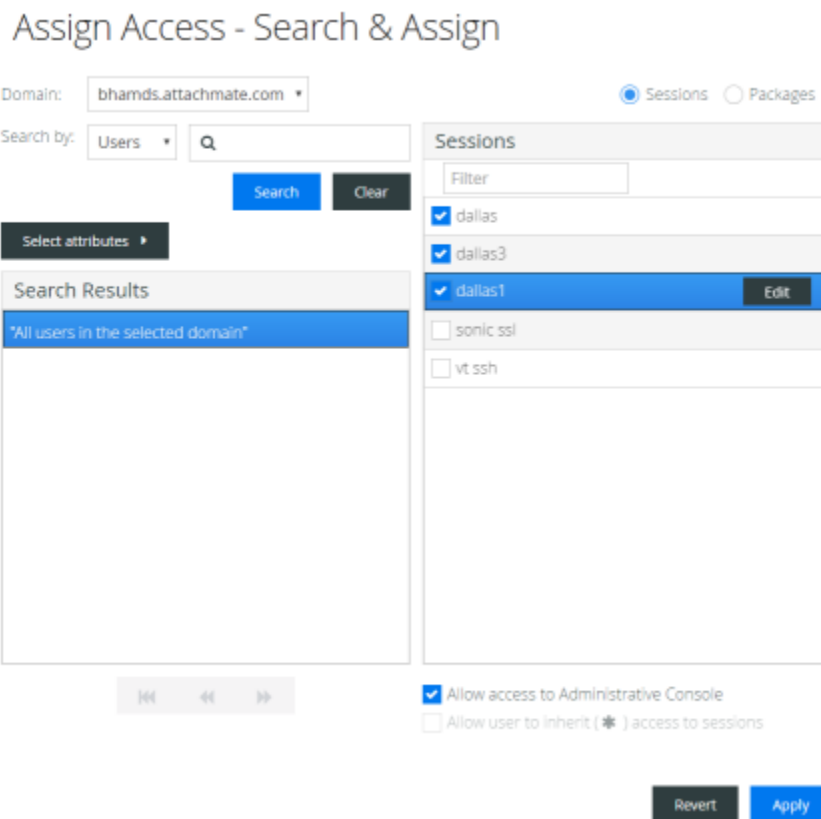 Assign Access - Search & Assign
Domain: bhamds.attachmate.com
Sessions Packages
Search by: Users
Search Clear
Select attributes
Search Results
"All users in the selected domain"
Sessions
Filter
dallas
dallas3
dallas1 Edit
sonic ssl
vt ssh
Allow access to Administrative Console
Allow user to inherit ( ✱ ) access to sessions
Revert Apply